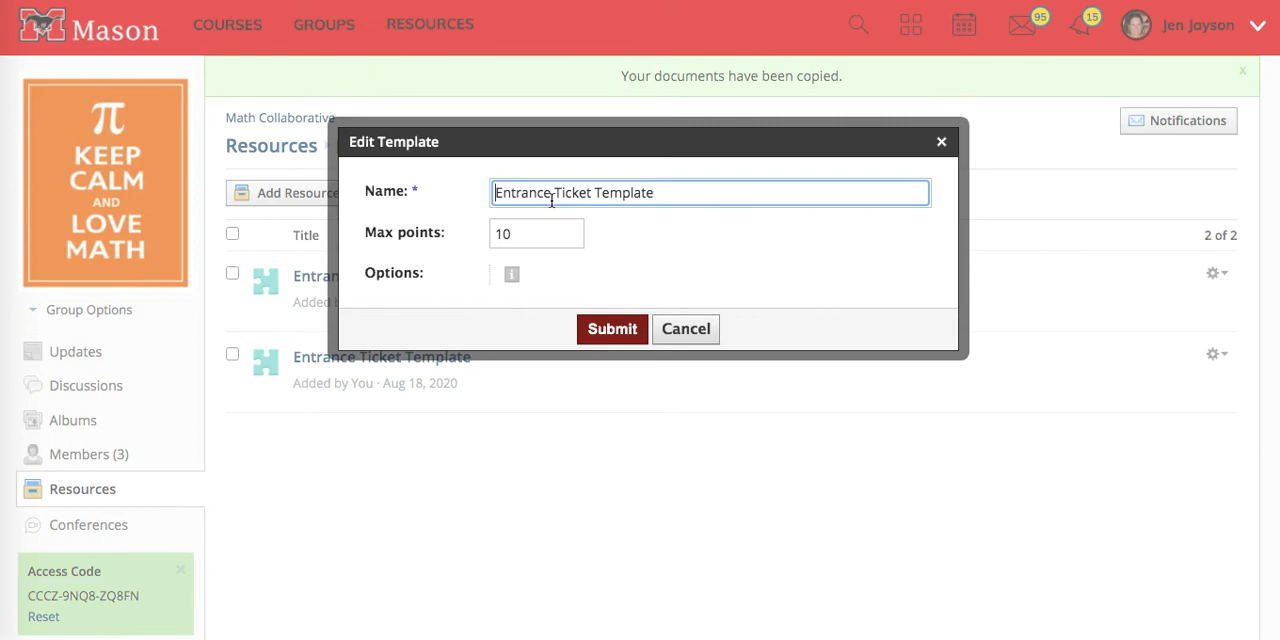 Mason COURSES GROUPS RESOURCES 95 15 Jen Jayson
Your documents have been copied. x
π
KEEP
CALM
AND
LOVE
MATH
Math Collaborative
Notifications
Resources
Add Resource
Edit Template ×
Name: *
Entrance Ticket Template
Max points:
10
Options:
i
Submit Cancel
Title
2 of 2
Added
Entrance Ticket Template
Added by You · Aug 18, 2020
Group Options
Updates
Discussions
Albums
Members (3)
Resources
Conferences
Access Code ×
CCCZ-9NQ8-ZQ8FN
Reset